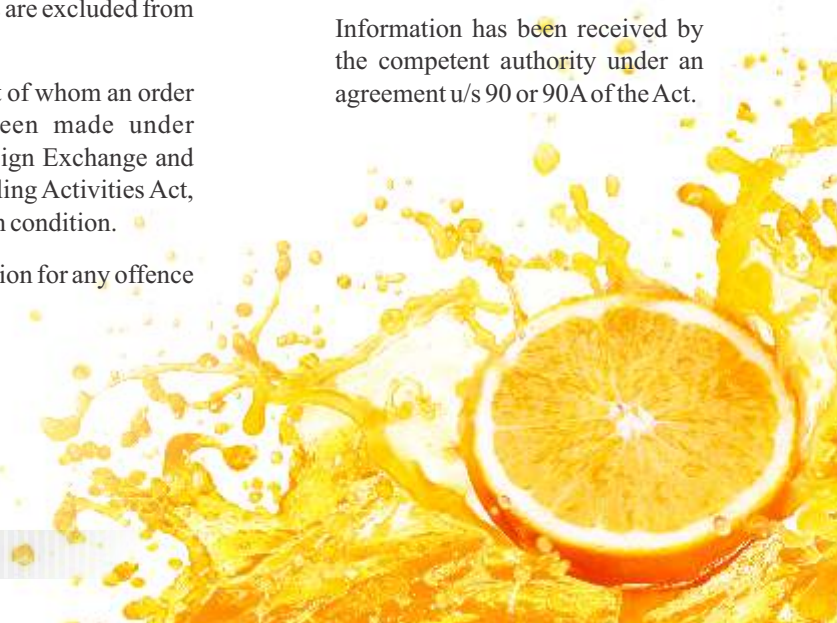 are excluded from
of whom an order
een made under
ign Exchange and
ling Activities Act,
condition.
ion for any offence
Information has been received by
the competent authority under an
agreement u/s 90 or 90A of the Act.